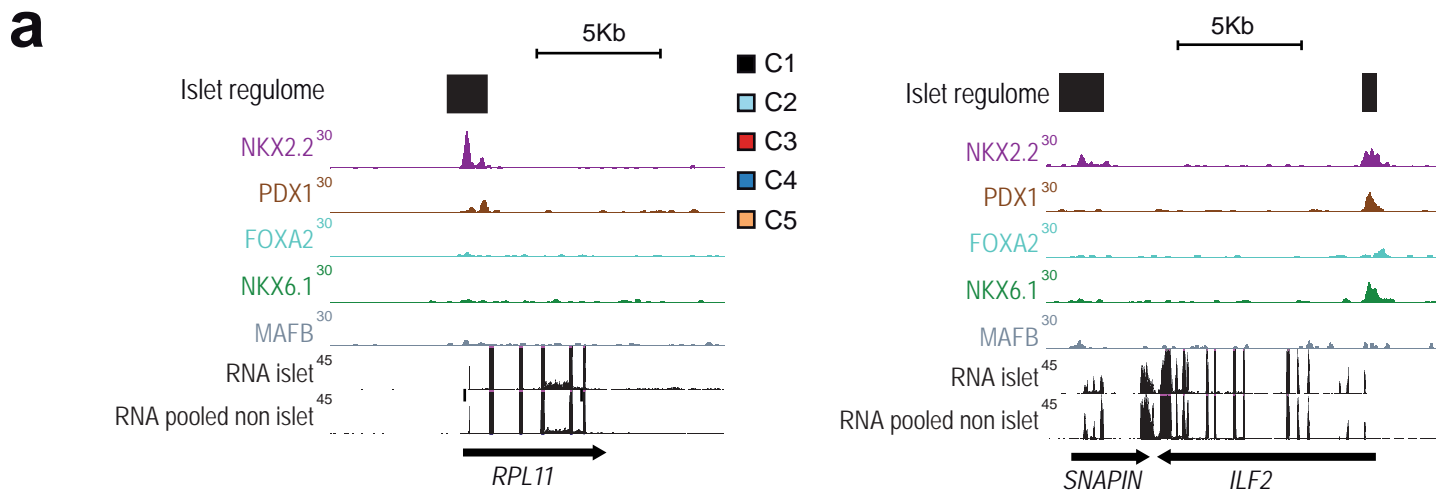 a
5Kb
Islet regulome
NKX2.2 30
PDX1 30
FOXA2 30
NKX6.1 30
MAFB 30
RNA islet 45
RNA pooled non islet 45
RPL11
C1
C2
C3
C4
C5
5Kb
Islet regulome
NKX2.2 30
PDX1 30
FOXA2 30
NKX6.1 30
MAFB 30
RNA islet 45
RNA pooled non islet 45
SNAPIN ILF2